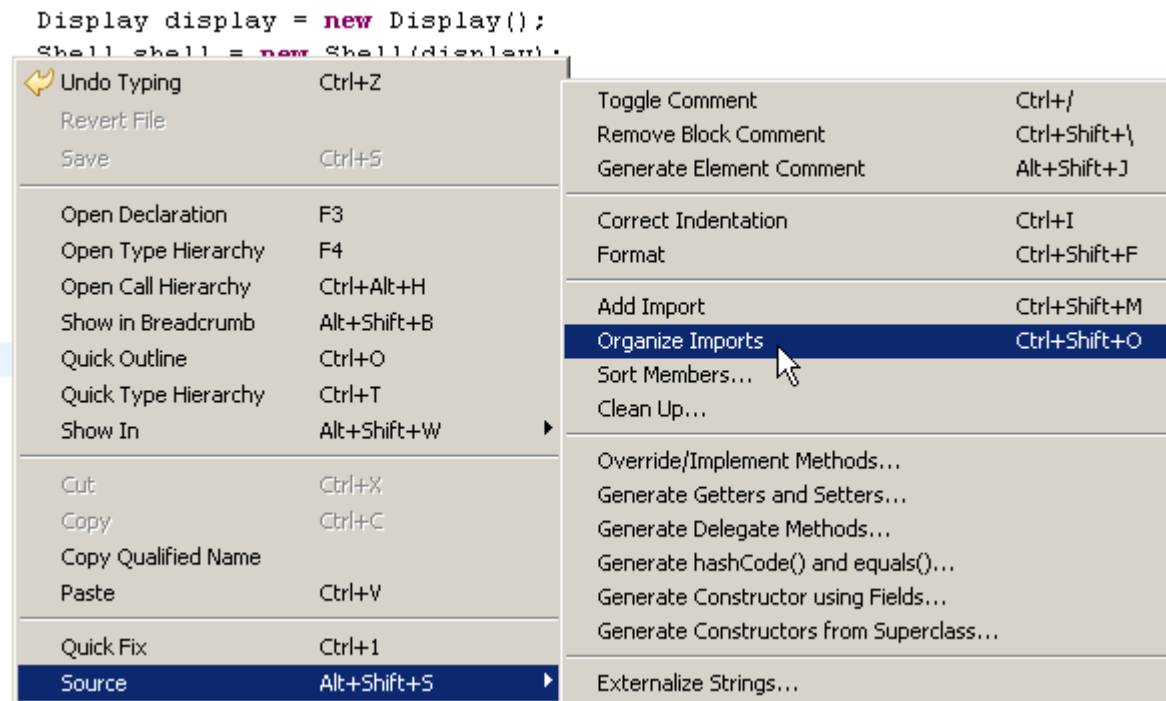 Display display = new Display();
Shell shell = new Shell(display);
Undo Typing Ctrl+Z
Revert File
Save Ctrl+S
Open Declaration F3
Open Type Hierarchy F4
Open Call Hierarchy Ctrl+Alt+H
Show in Breadcrumb Alt+Shift+B
Quick Outline Ctrl+O
Quick Type Hierarchy Ctrl+T
Show In Alt+Shift+W
Cut Ctrl+X
Copy Ctrl+C
Copy Qualified Name
Paste Ctrl+V
Quick Fix Ctrl+1
Source Alt+Shift+S
Toggle Comment Ctrl+/
Remove Block Comment Ctrl+Shift+\
Generate Element Comment Alt+Shift+J
Correct Indentation Ctrl+I
Format Ctrl+Shift+F
Add Import Ctrl+Shift+M
Organize Imports Ctrl+Shift+O
Sort Members...
Clean Up...
Override/Implement Methods...
Generate Getters and Setters...
Generate Delegate Methods...
Generate hashCode() and equals()...
Generate Constructor using Fields...
Generate Constructors from Superclass...
Externalize Strings...